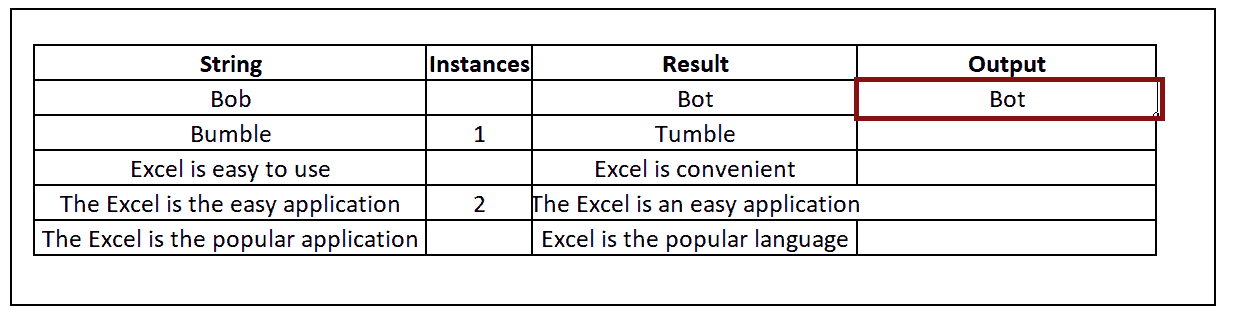 String Instances Result Output
Bob Bot Bot
Bumble 1 Tumble
Excel is easy to use Excel is convenient
The Excel is the easy application 2 The Excel is an easy application
The Excel is the popular application Excel is the popular language